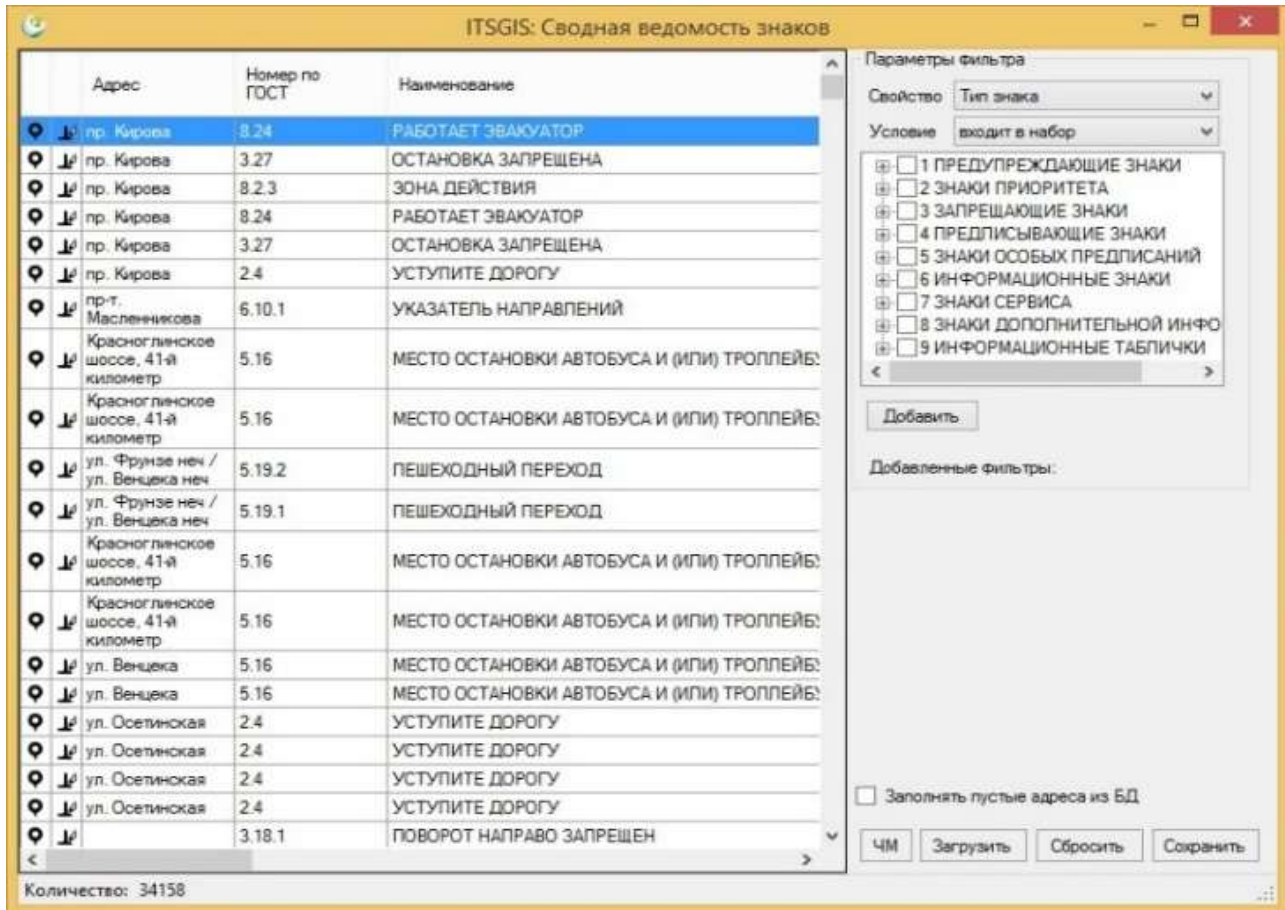 ITSGIS: Сводная ведомость знаков
Адрес Номер по ГОСТ Наименование
пр. Кирова 8.24 РАБОТАЕТ ЭВАКУАТОР
пр. Кирова 3.27 ОСТАНОВКА ЗАПРЕЩЕНА
пр. Кирова 8.2.3 ЗОНА ДЕЙСТВИЯ
пр. Кирова 8.24 РАБОТАЕТ ЭВАКУАТОР
пр. Кирова 3.27 ОСТАНОВКА ЗАПРЕЩЕНА
пр. Кирова 2.4 УСТУПИТЕ ДОРОГУ
пр-т. Масленникова 6.10.1 УКАЗАТЕЛЬ НАПРАВЛЕНИЙ
Красноглинское шоссе, 41-й километр 5.16 МЕСТО ОСТАНОВКИ АВТОБУСА И (ИЛИ) ТРОЛЛЕЙБ
Красноглинское шоссе, 41-й километр 5.16 МЕСТО ОСТАНОВКИ АВТОБУСА И (ИЛИ) ТРОЛЛЕЙБ
ул. Фрунзе неч / ул. Венцека неч 5.19.2 ПЕШЕХОДНЫЙ ПЕРЕХОД
ул. Фрунзе неч / ул. Венцека неч 5.19.1 ПЕШЕХОДНЫЙ ПЕРЕХОД
Красноглинское шоссе, 41-й километр 5.16 МЕСТО ОСТАНОВКИ АВТОБУСА И (ИЛИ) ТРОЛЛЕЙБ
Красноглинское шоссе, 41-й километр 5.16 МЕСТО ОСТАНОВКИ АВТОБУСА И (ИЛИ) ТРОЛЛЕЙБ
ул. Венцека 5.16 МЕСТО ОСТАНОВКИ АВТОБУСА И (ИЛИ) ТРОЛЛЕЙБ
ул. Венцека 5.16 МЕСТО ОСТАНОВКИ АВТОБУСА И (ИЛИ) ТРОЛЛЕЙБ
ул. Осетинская 2.4 УСТУПИТЕ ДОРОГУ
ул. Осетинская 2.4 УСТУПИТЕ ДОРОГУ
ул. Осетинская 2.4 УСТУПИТЕ ДОРОГУ
ул. Осетинская 2.4 УСТУПИТЕ ДОРОГУ
3.18.1 ПОВОРОТ НАПРАВО ЗАПРЕЩЕН
Количество: 34158
Параметры фильтра
Свойство Тип знака
Условие входит в набор
1 ПРЕДУПРЕЖДАЮЩИЕ ЗНАКИ
2 ЗНАКИ ПРИОРИТЕТА
3 ЗАПРЕЩАЮЩИЕ ЗНАКИ
4 ПРЕДПИСЫВАЮЩИЕ ЗНАКИ
5 ЗНАКИ ОСОБЫХ ПРЕДПИСАНИЙ
6 ИНФОРМАЦИОННЫЕ ЗНАКИ
7 ЗНАКИ СЕРВИСА
8 ЗНАКИ ДОПОЛНИТЕЛЬНОЙ ИНФО
9 ИНФОРМАЦИОННЫЕ ТАБЛИЧКИ
Добавить
Добавленные фильтры:
Заполнять пустые адреса из БД
ЧМ Загрузить Сбросить Сохранить